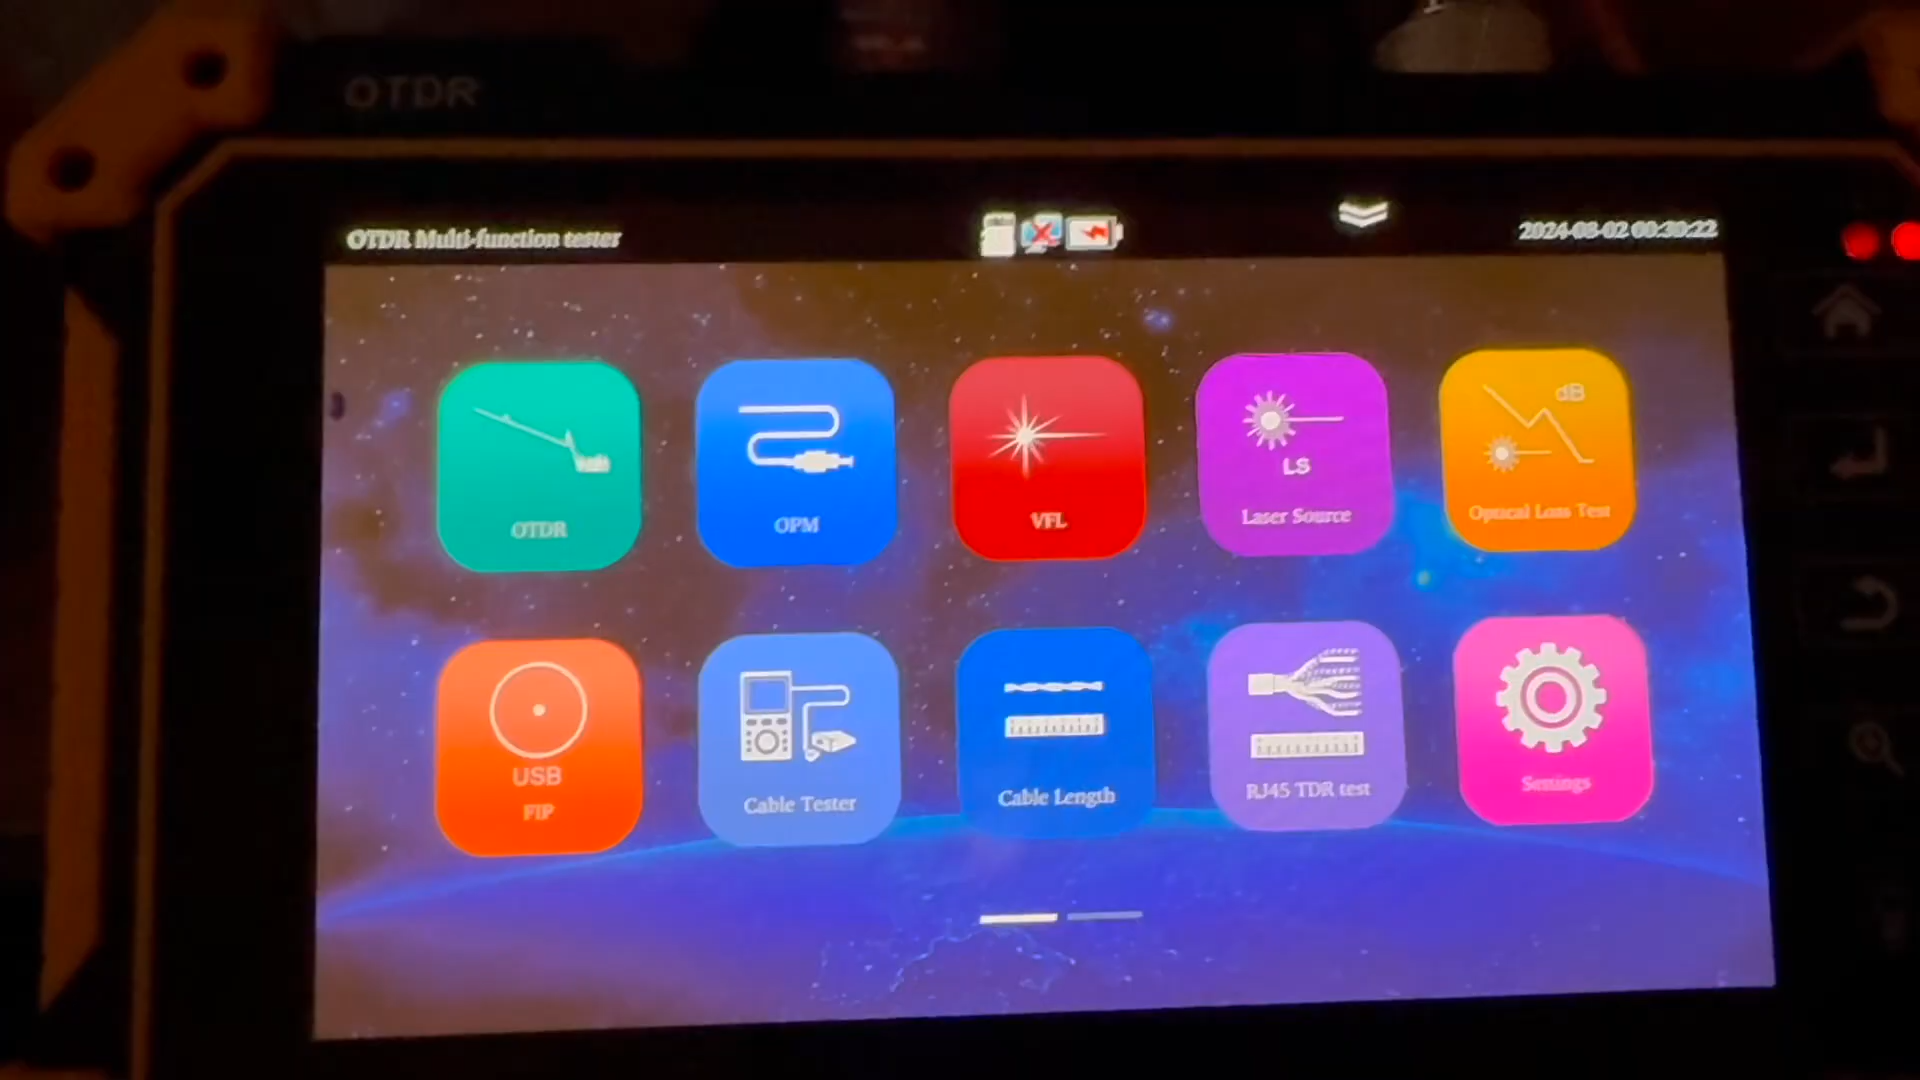 OTDR
OTDR Multi-function tester
2024-08-02 00:30:22
OTDR
OPM
VFL
LS
Laser Source
dB
Optical Loss Test
USB
FIP
Cable Tester
Cable Length
RJ45 TDR test
Settings